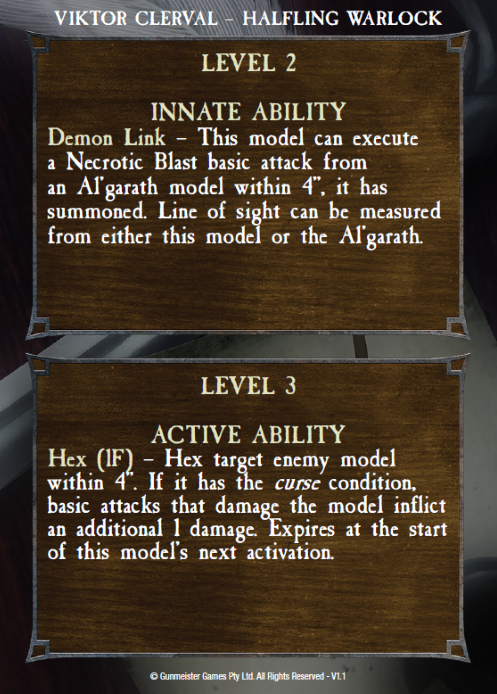 VIKTOR CLERVAL – HALFLING WARLOCK
LEVEL 2
INNATE ABILITY
Demon Link – This model can execute
a Necrotic Blast basic attack from
an Al'garath model within 4", it has
summoned. Line of sight can be measured
from either this model or the Al'garath.
LEVEL 3
ACTIVE ABILITY
Hex (1F) – Hex target enemy model
within 4". If it has the curse condition,
basic attacks that damage the model inflict
an additional 1 damage. Expires at the start
of this model's next activation.
© Gunmeister Games Pty Ltd. All Rights Reserved - V1.1